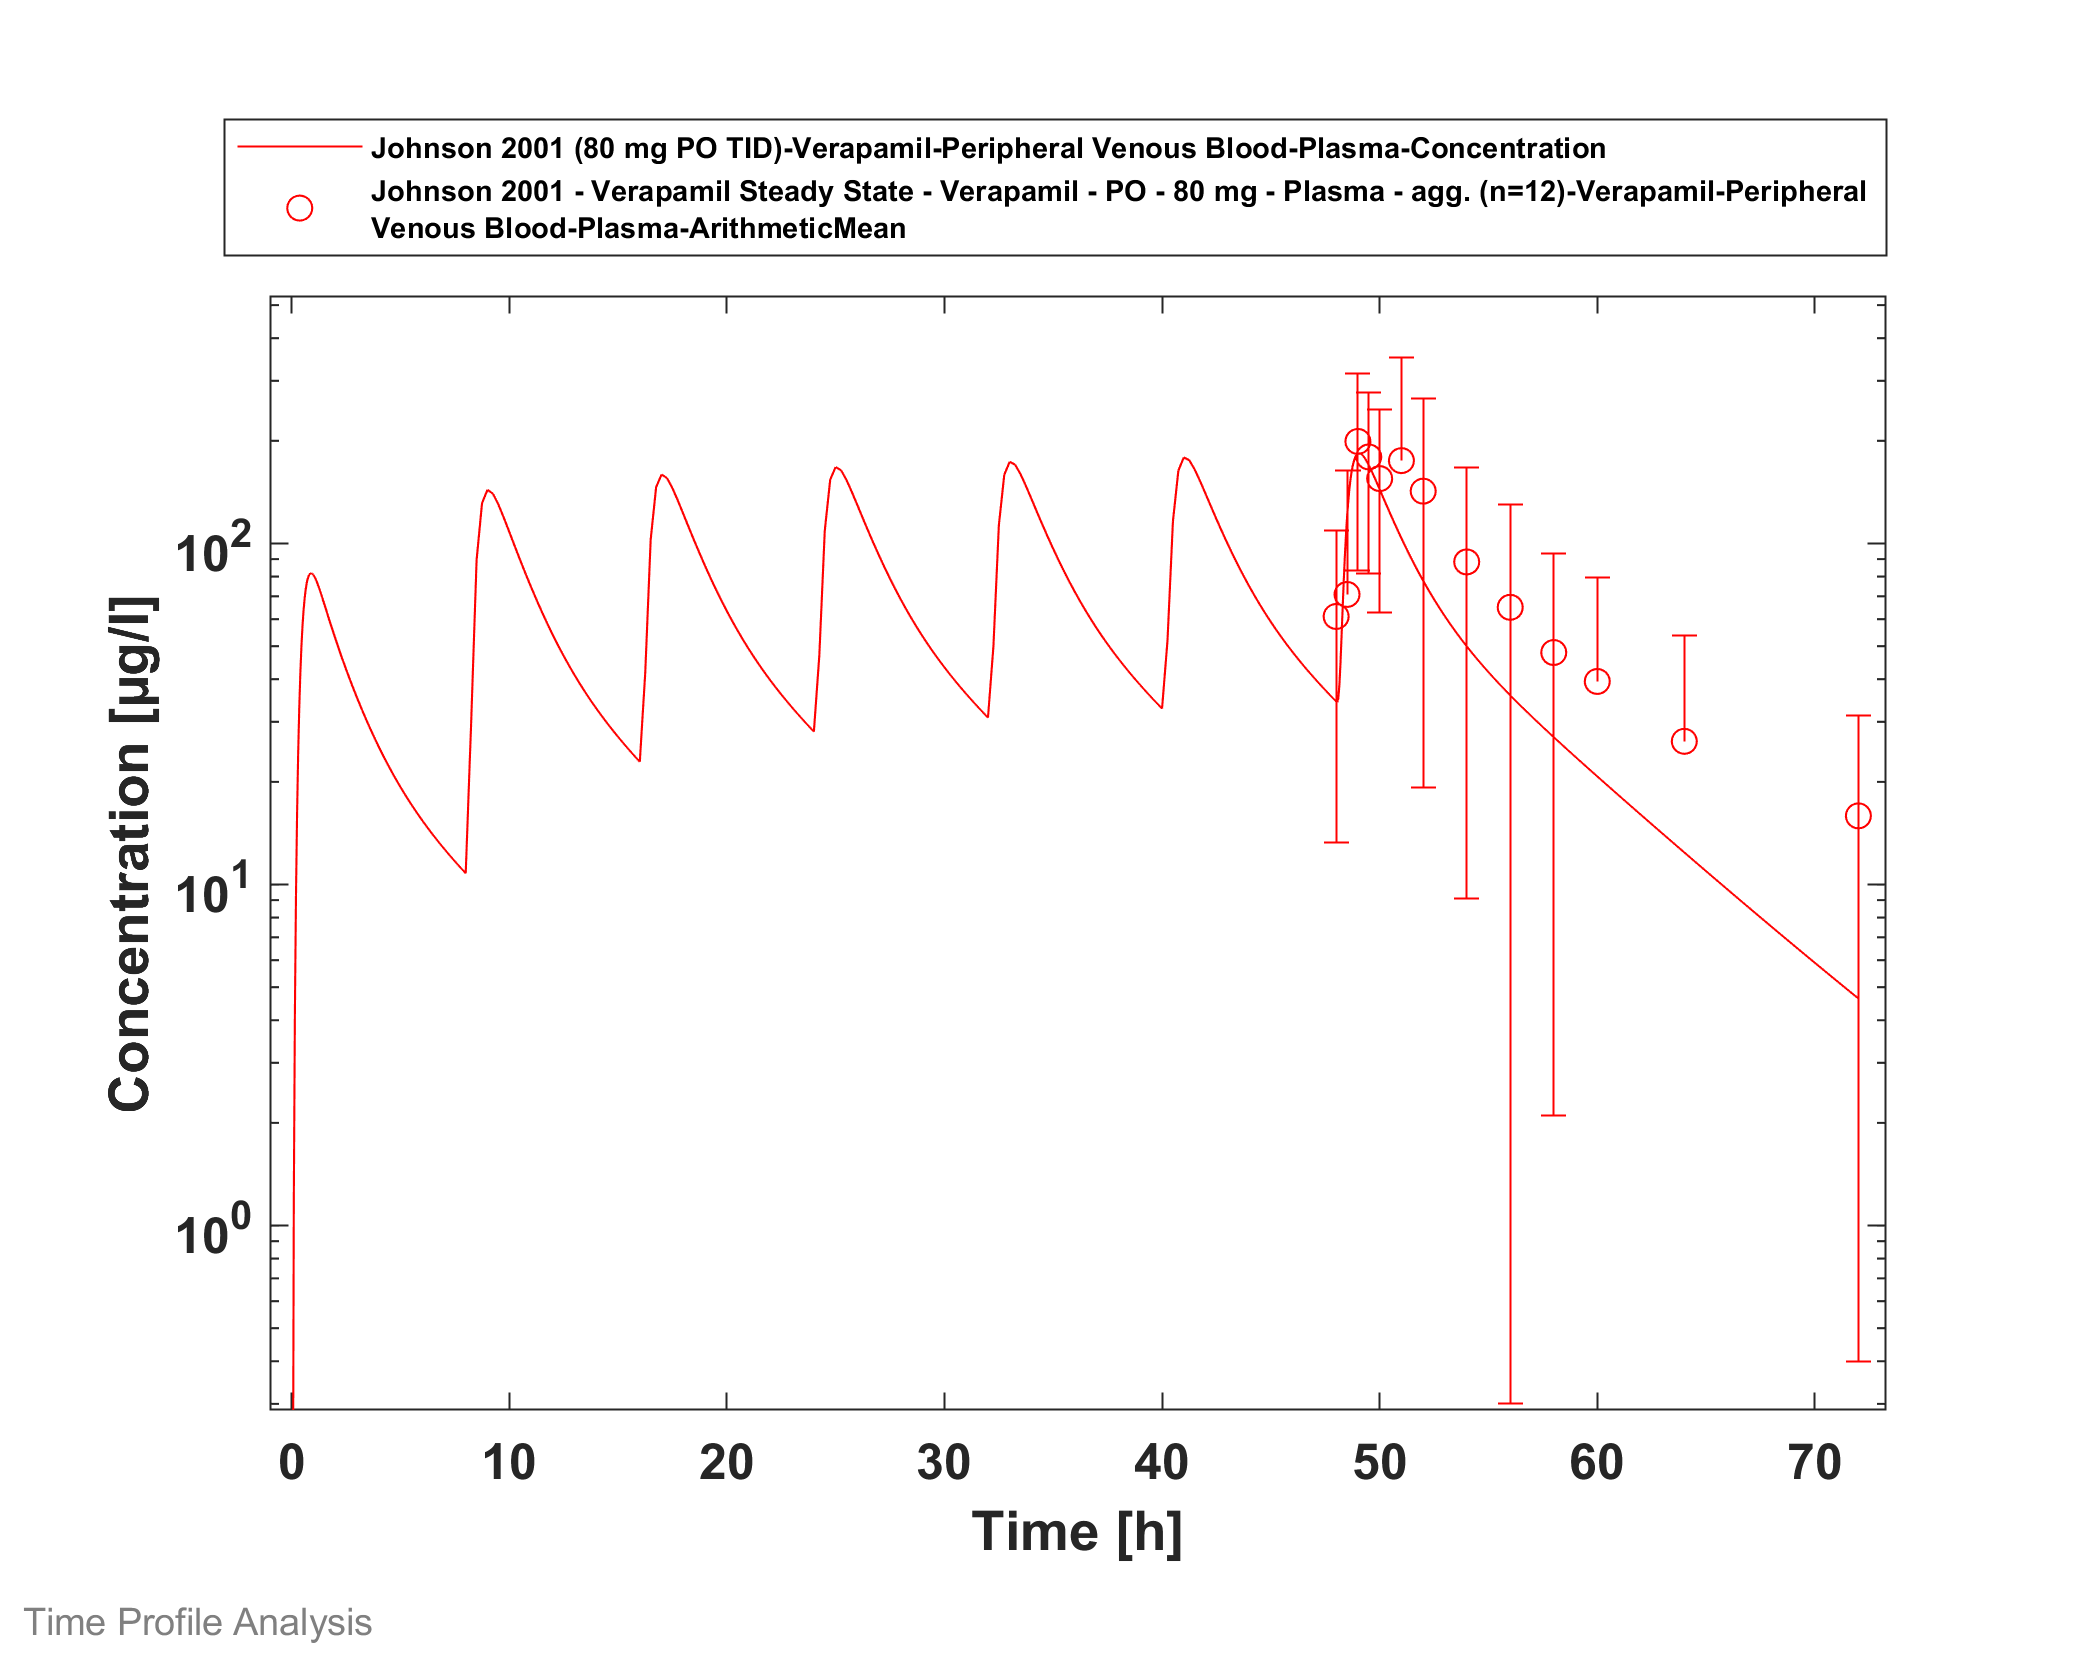 Johnson 2001 (80 mg PO TID)-Verapamil-Peripheral Venous Blood-Plasma-Concentration
Johnson 2001 - Verapamil Steady State - Verapamil - PO - 80 mg - Plasma - agg. (n=12)-Verapamil-Peripheral
Venous Blood-Plasma-ArithmeticMean
Concentration [µg/l]
10²
10¹
10⁰
0 10 20 30 40 50 60 70
Time [h]
Time Profile Analysis